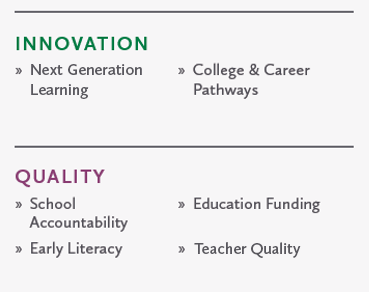 INNOVATION
» Next Generation Learning
» College & Career Pathways
QUALITY
» School Accountability
» Education Funding
» Early Literacy
» Teacher Quality